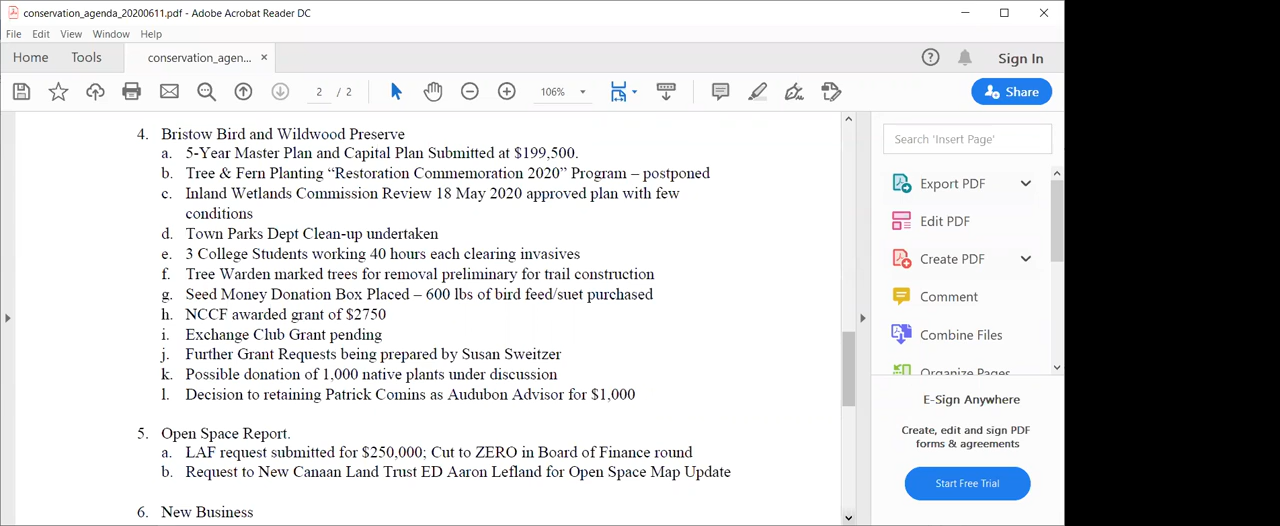 conservation_agenda_20200611.pdf - Adobe Acrobat Reader DC
File Edit View Window Help
Home Tools conservation_agen... ×
? Sign In
2 / 2 106% Share
4. Bristow Bird and Wildwood Preserve
a. 5-Year Master Plan and Capital Plan Submitted at $199,500.
b. Tree & Fern Planting “Restoration Commemoration 2020” Program – postponed
c. Inland Wetlands Commission Review 18 May 2020 approved plan with few
conditions
d. Town Parks Dept Clean-up undertaken
e. 3 College Students working 40 hours each clearing invasives
f. Tree Warden marked trees for removal preliminary for trail construction
g. Seed Money Donation Box Placed – 600 lbs of bird feed/suet purchased
h. NCCF awarded grant of $2750
i. Exchange Club Grant pending
j. Further Grant Requests being prepared by Susan Sweitzer
k. Possible donation of 1,000 native plants under discussion
l. Decision to retaining Patrick Comins as Audubon Advisor for $1,000
5. Open Space Report.
a. LAF request submitted for $250,000; Cut to ZERO in Board of Finance round
b. Request to New Canaan Land Trust ED Aaron Lefland for Open Space Map Update
6. New Business
Search 'Insert Page'
Export PDF
Edit PDF
Create PDF
Comment
Combine Files
Organize Pages
E-Sign Anywhere
Create, edit and sign PDF
forms & agreements
Start Free Trial